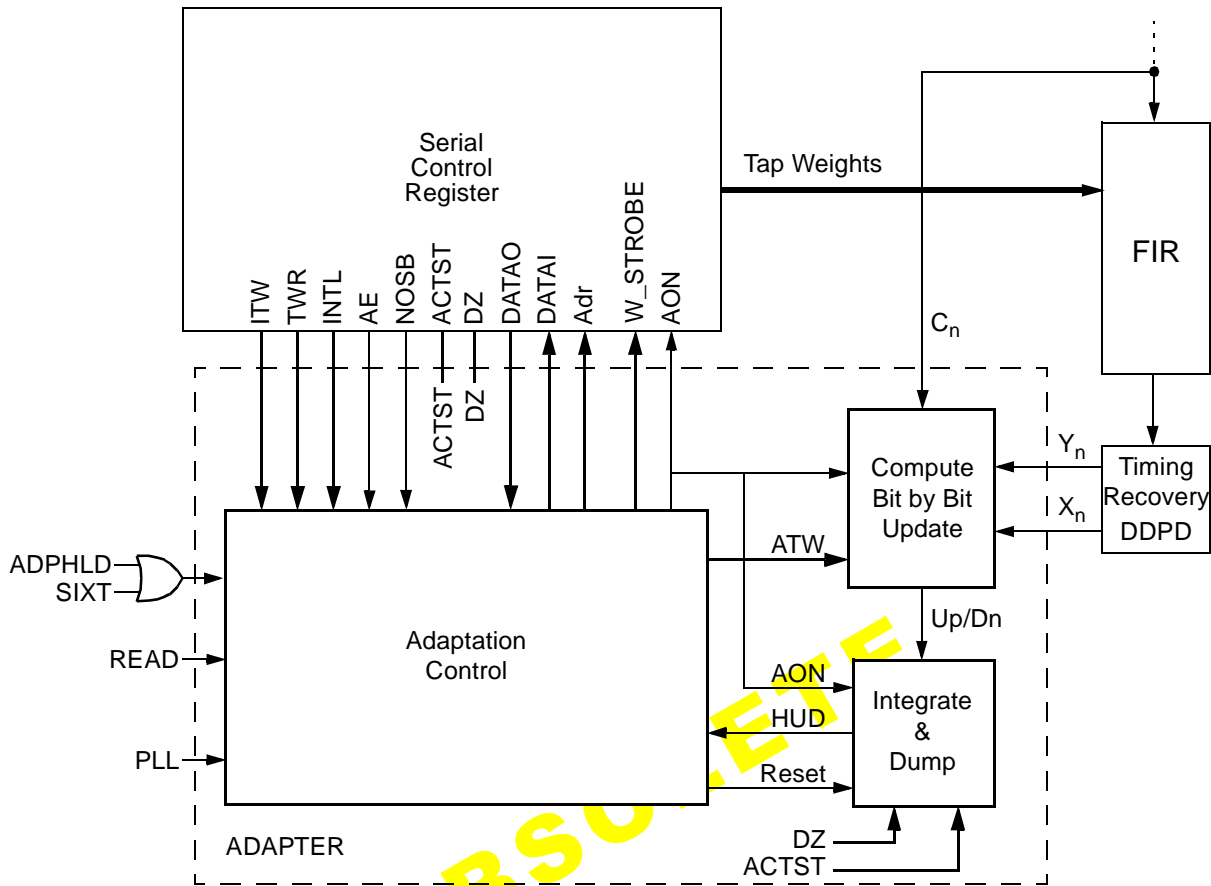 Serial
Control
Register
Tap Weights
FIR
ITW
TWR
INTL
AE
NOSB
ACTST
DZ
DATAO
DATAI
Adr
W_STROBE
AON
ACTST
DZ
Cn
Compute
Bit by Bit
Update
Yn
Xn
Timing
Recovery
DDPD
ADPHLD
SIXT
READ
PLL
Adaptation
Control
ATW
Up/Dn
AON
HUD
Reset
Integrate
&
Dump
DZ
ACTST
ADAPTER
BSOLETE